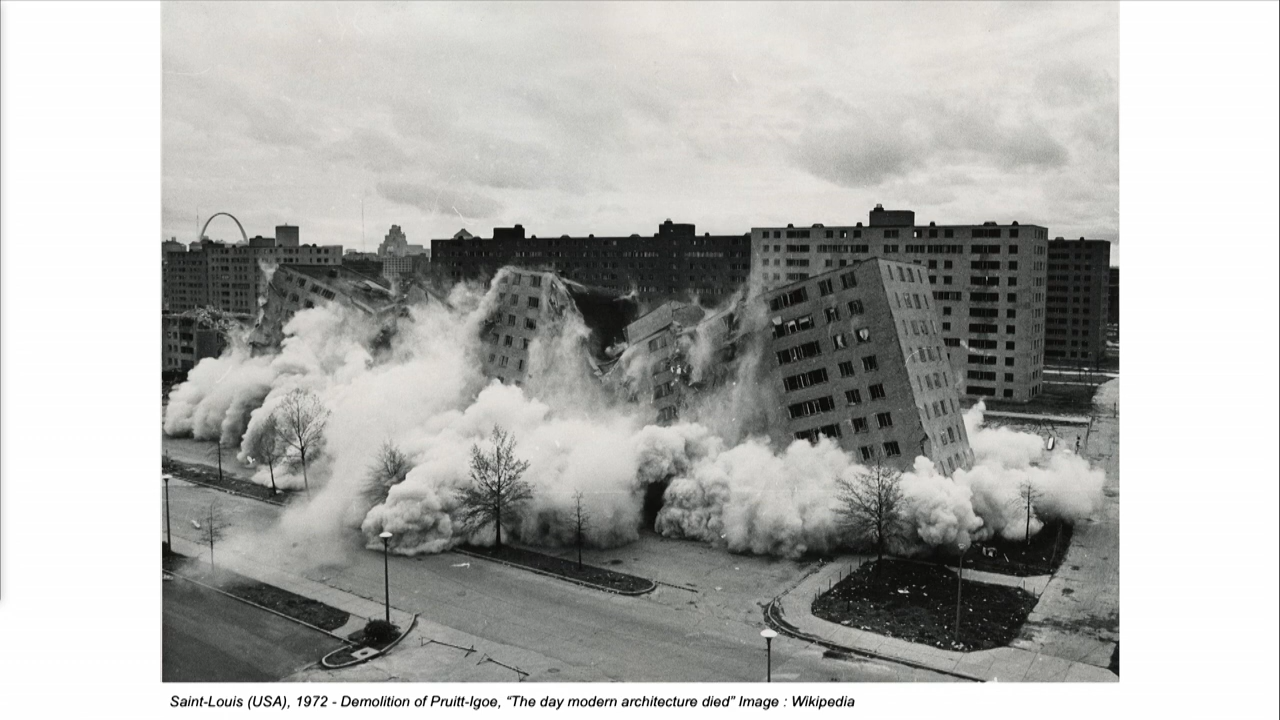 Saint-Louis (USA), 1972 - Demolition of Pruitt-Igoe, “The day modern architecture died” Image : Wikipedia